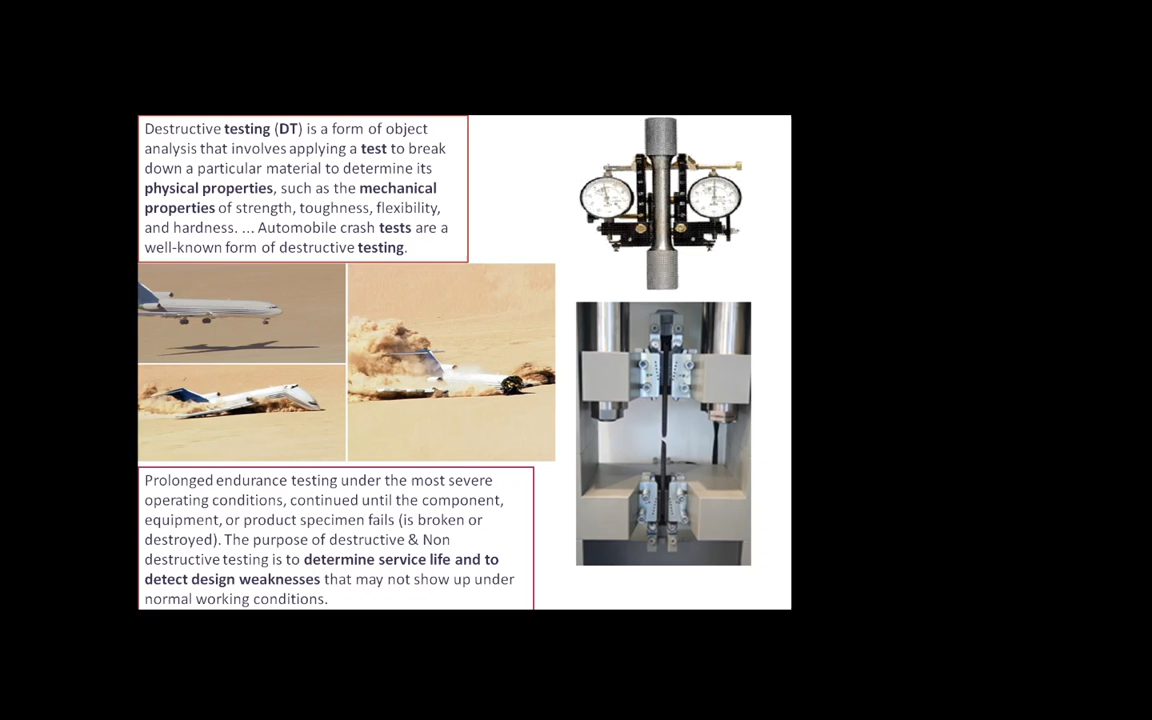 Destructive testing (DT) is a form of object
analysis that involves applying a test to break
down a particular material to determine its
physical properties, such as the mechanical
properties of strength, toughness, flexibility,
and hardness. ... Automobile crash tests are a
well-known form of destructive testing.
Prolonged endurance testing under the most severe
operating conditions, continued until the component,
equipment, or product specimen fails (is broken or
destroyed). The purpose of destructive & Non
destructive testing is to determine service life and to
detect design weaknesses that may not show up under
normal working conditions.